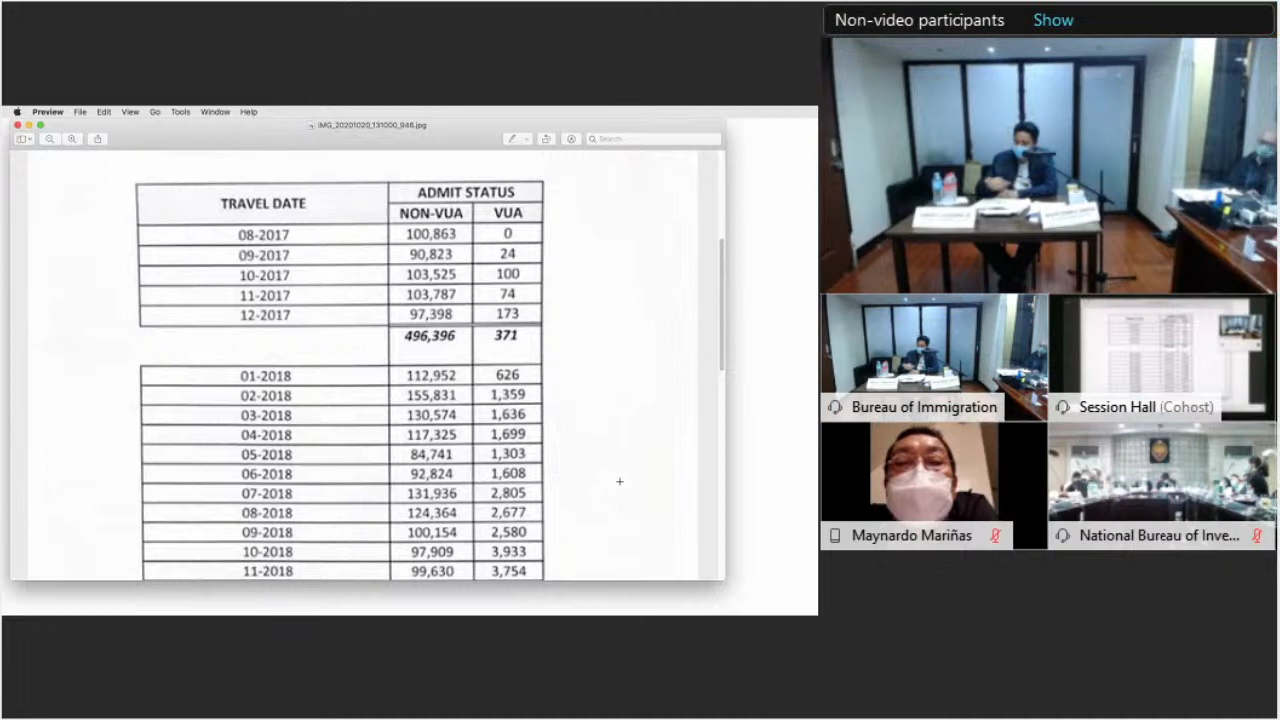 Non-video participants Show
Preview File Edit View Go Tools Window Help
IMG_20201020_131000_946.jpg
Search
TRAVEL DATE ADMIT STATUS
NON-VUA VUA
08-2017 100,863 0
09-2017 90,823 24
10-2017 103,525 100
11-2017 103,787 74
12-2017 97,398 173
496,396 371
01-2018 112,952 626
02-2018 155,831 1,359
03-2018 130,574 1,636
04-2018 117,325 1,699
05-2018 84,741 1,303
06-2018 92,824 1,608
07-2018 131,936 2,805
08-2018 124,364 2,677
09-2018 100,154 2,580
10-2018 97,909 3,933
11-2018 99,630 3,754
Bureau of Immigration
Session Hall (Cohost)
Maynardo Mariñas
National Bureau of Inve...